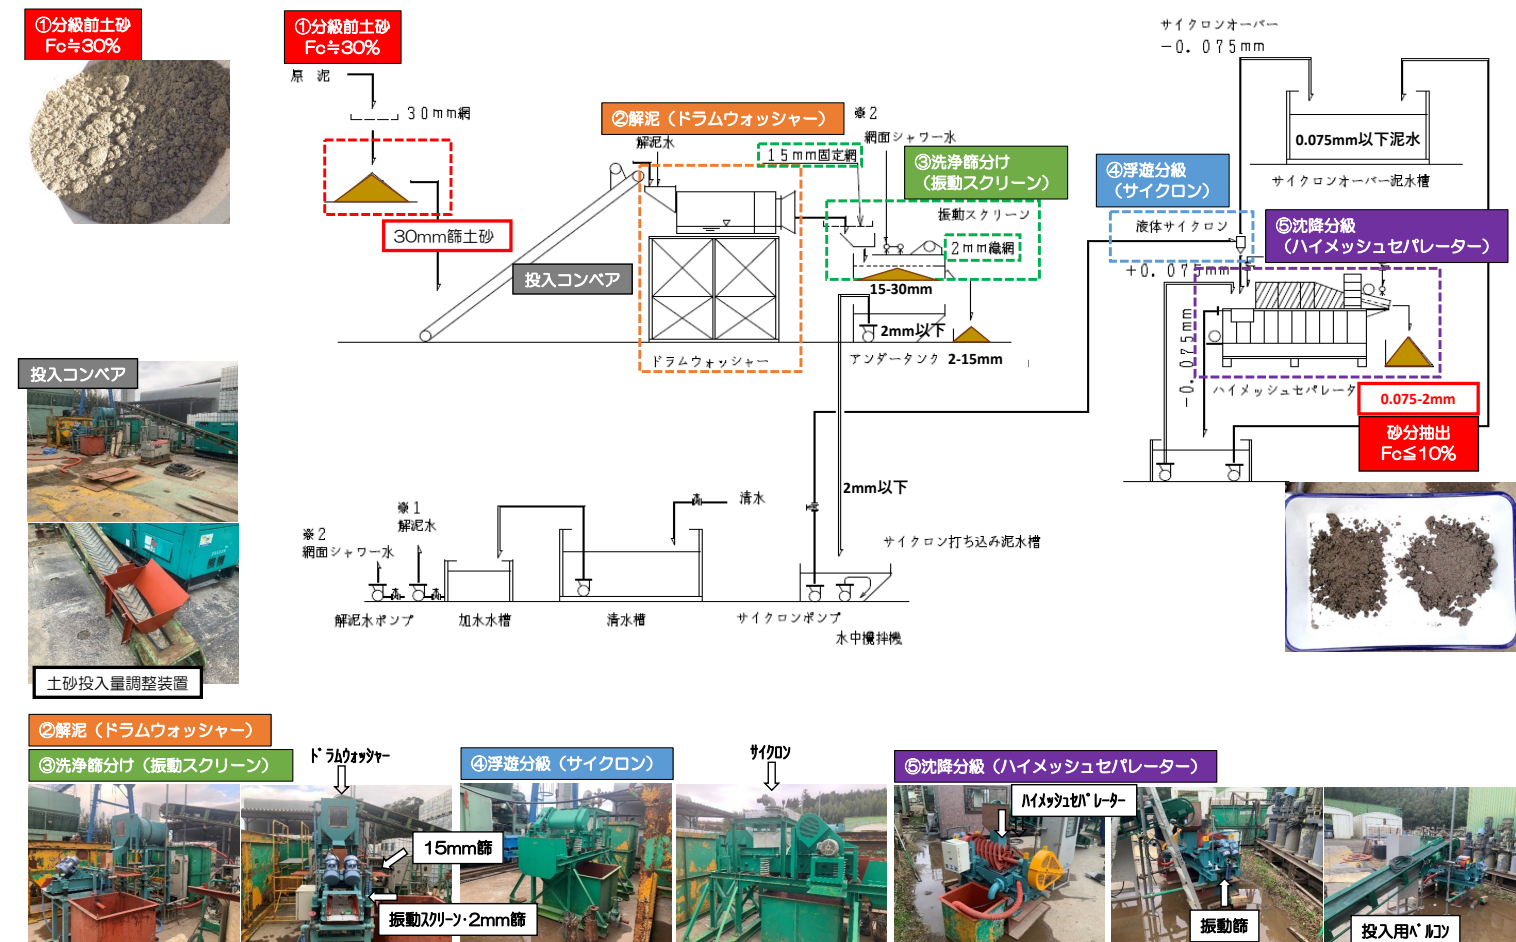 ①分級前土砂
Fc≒30%
①分級前土砂
Fc≒30%
原 泥
30mm網
30mm篩土砂
投入コンベア
②解泥（ドラムウォッシャー）
解泥水
15mm固定網
※2
網面シャワー水
③洗浄篩分け
（振動スクリーン）
振動スクリーン
2mm織網
15-30mm
2mm以下
ドラムウォッシャー
アンダータンク
2-15mm
サイクロンオーバー
－0.075mm
0.075mm以下泥水
サイクロンオーバー泥水槽
④浮遊分級
（サイクロン）
液体サイクロン
＋0.075mm
⑤沈降分級
（ハイメッシュセパレーター）
－0.075mm
ハイメッシュセパレータ
0.075-2mm
砂分抽出
Fc≦10%
投入コンベア
土砂投入量調整装置
2mm以下
清水
※1
解泥水
※2
網面シャワー水
サイクロン打ち込み泥水槽
解泥水ポンプ
加水水槽
清水槽
サイクロンポンプ
水中攪拌機
②解泥（ドラムウォッシャー）
③洗浄篩分け（振動スクリーン）
ﾄﾞﾗﾑｳｫｯｼｬｰ
15mm篩
振動ｽｸﾘｰﾝ・2mm篩
④浮遊分級（サイクロン）
ｻｲｸﾛﾝ
⑤沈降分級（ハイメッシュセパレーター）
ﾊｲﾒｯｼｭｾﾊﾟﾚｰﾀｰ
振動篩
投入用ﾍﾞﾙｺﾝ